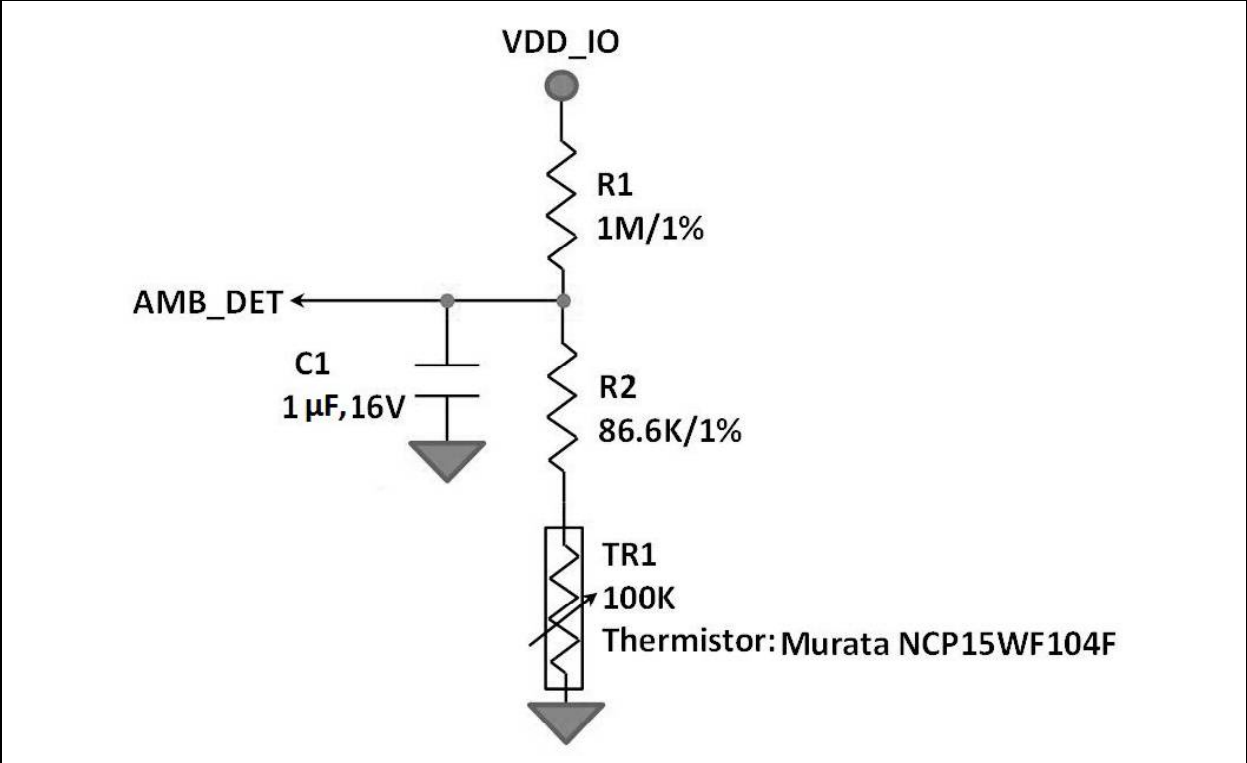 VDD_IO
R1
1M/1%
AMB_DET
C1
1 µF,16V
R2
86.6K/1%
TR1
100K
Thermistor: Murata NCP15WF104F